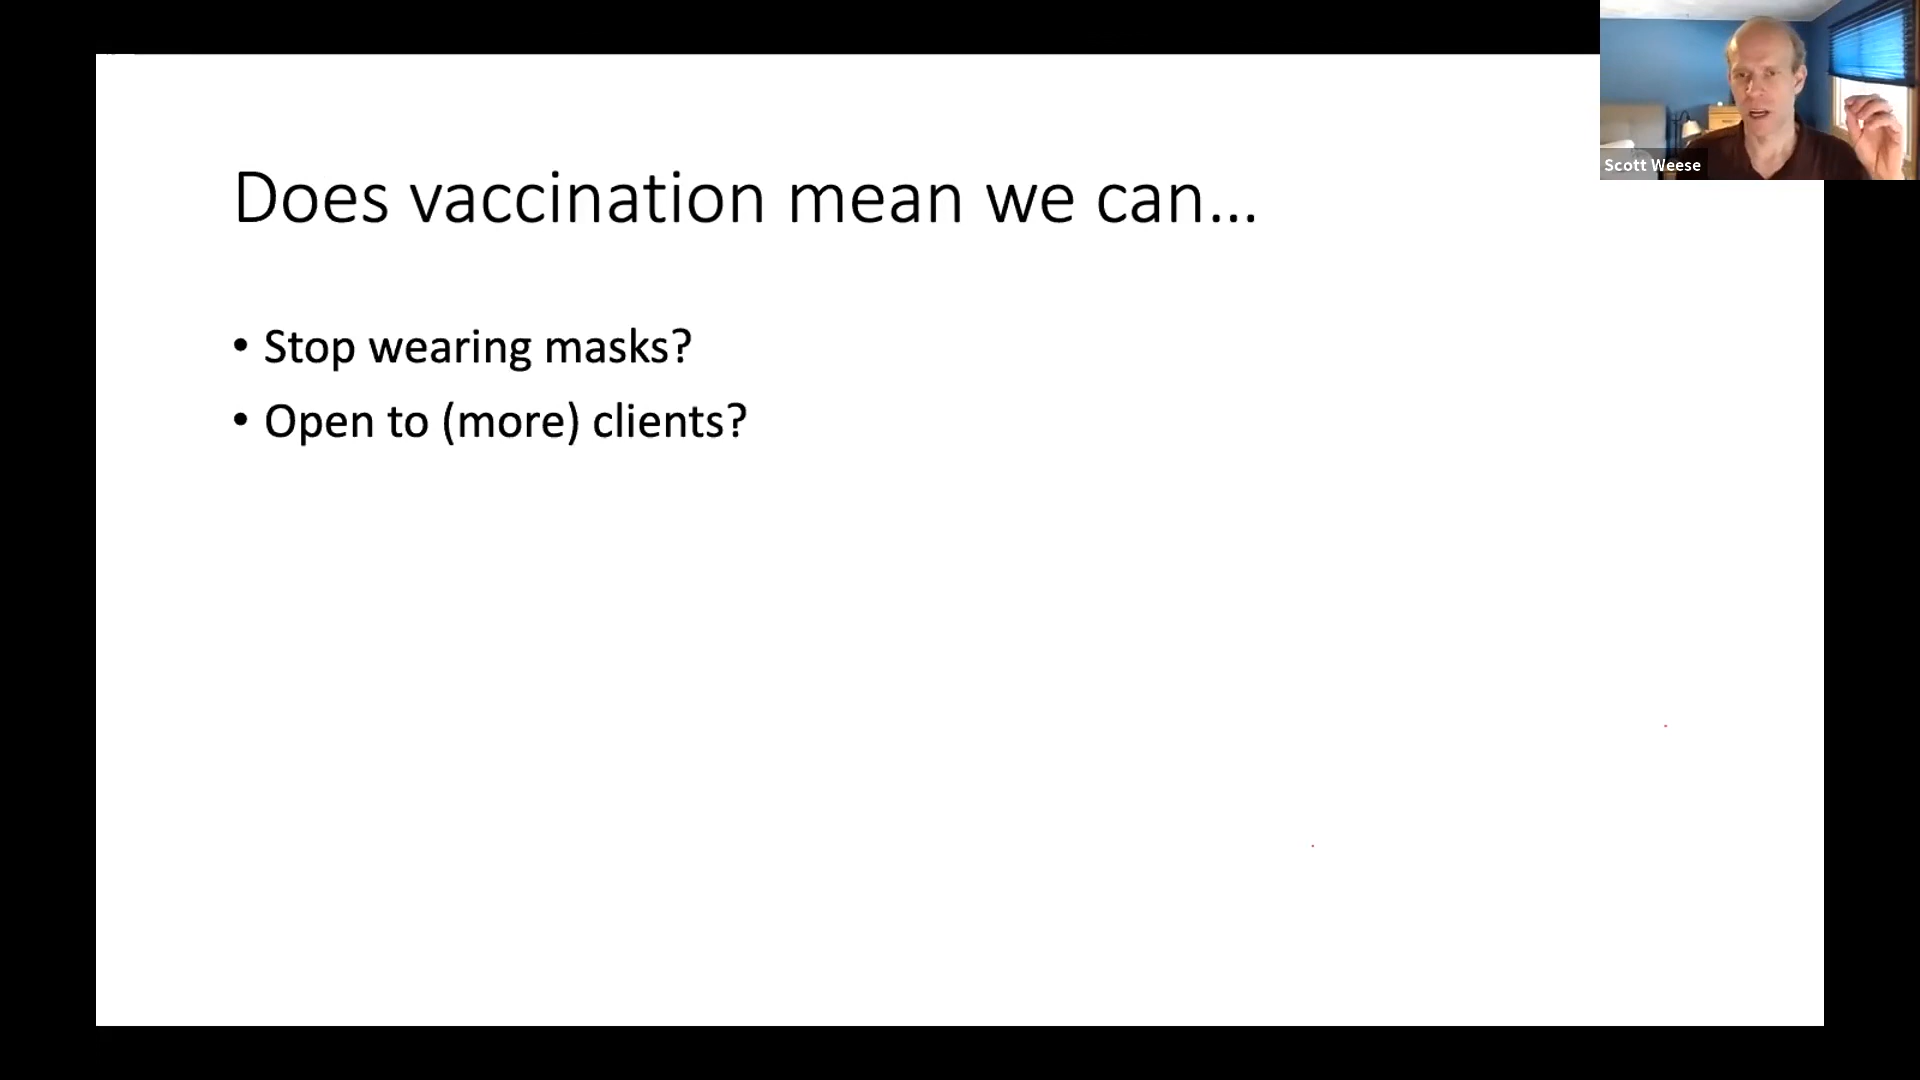 Does vaccination mean we can...
• Stop wearing masks?
• Open to (more) clients?
Scott Weese